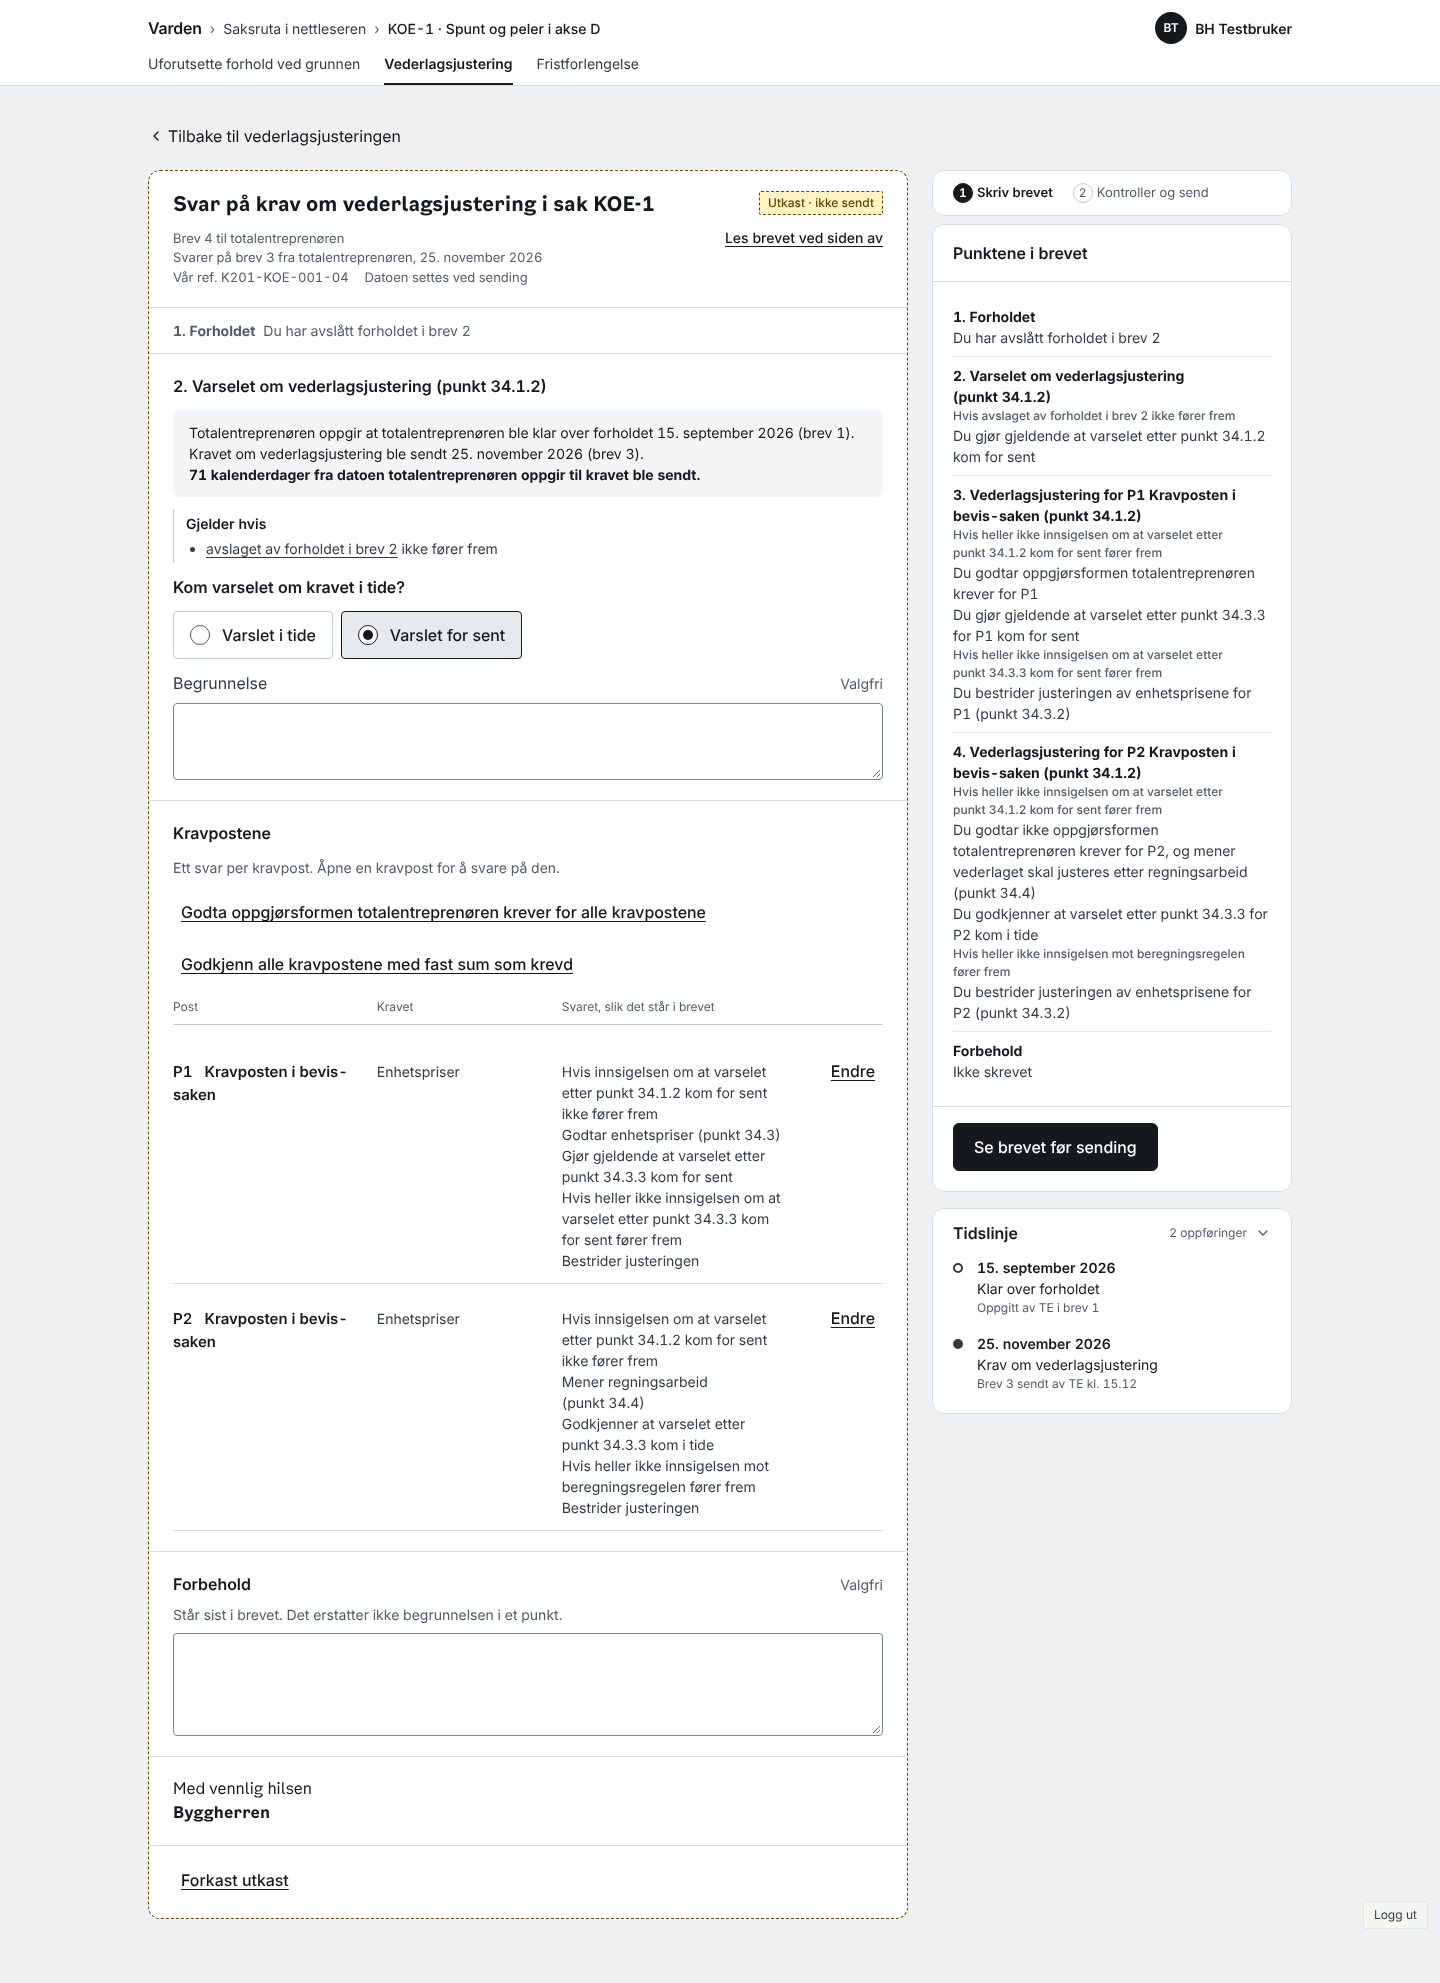 Varden › Saksruta i nettleseren › KOE-1 · Spunt og peler i akse D
BT BH Testbruker
Uforutsette forhold ved grunnen Vederlagsjustering Fristforlengelse
Tilbake til vederlagsjusteringen
Svar på krav om vederlagsjustering i sak KOE-1
Utkast · ikke sendt
Brev 4 til totalentreprenøren
Les brevet ved siden av
Svarer på brev 3 fra totalentreprenøren, 25. november 2026
Vår ref. K201-KOE-001-04 Datoen settes ved sending
1. Forholdet Du har avslått forholdet i brev 2
2. Varselet om vederlagsjustering (punkt 34.1.2)
Totalentreprenøren oppgir at totalentreprenøren ble klar over forholdet 15. september 2026 (brev 1).
Kravet om vederlagsjustering ble sendt 25. november 2026 (brev 3).
71 kalenderdager fra datoen totalentreprenøren oppgir til kravet ble sendt.
Gjelder hvis
• avslaget av forholdet i brev 2 ikke fører frem
Kom varselet om kravet i tide?
Varslet i tide Varslet for sent
Begrunnelse Valgfri
Kravpostene
Ett svar per kravpost. Åpne en kravpost for å svare på den.
Godta oppgjørsformen totalentreprenøren krever for alle kravpostene
Godkjenn alle kravpostene med fast sum som krevd
Post Kravet Svaret, slik det står i brevet
P1 Kravposten i bevis-
saken
Enhetspriser
Hvis innsigelsen om at varselet
etter punkt 34.1.2 kom for sent
ikke fører frem
Godtar enhetspriser (punkt 34.3)
Gjør gjeldende at varselet etter
punkt 34.3.3 kom for sent
Hvis heller ikke innsigelsen om at
varselet etter punkt 34.3.3 kom
for sent fører frem
Bestrider justeringen
Endre
P2 Kravposten i bevis-
saken
Enhetspriser
Hvis innsigelsen om at varselet
etter punkt 34.1.2 kom for sent
ikke fører frem
Mener regningsarbeid
(punkt 34.4)
Godkjenner at varselet etter
punkt 34.3.3 kom i tide
Hvis heller ikke innsigelsen mot
beregningsregelen fører frem
Bestrider justeringen
Endre
Forbehold Valgfri
Står sist i brevet. Det erstatter ikke begrunnelsen i et punkt.
Med vennlig hilsen
Byggherren
Forkast utkast
1 Skriv brevet 2 Kontroller og send
Punktene i brevet
1. Forholdet
Du har avslått forholdet i brev 2
2. Varselet om vederlagsjustering
(punkt 34.1.2)
Hvis avslaget av forholdet i brev 2 ikke fører frem
Du gjør gjeldende at varselet etter punkt 34.1.2
kom for sent
3. Vederlagsjustering for P1 Kravposten i
bevis-saken (punkt 34.1.2)
Hvis heller ikke innsigelsen om at varselet etter
punkt 34.1.2 kom for sent fører frem
Du godtar oppgjørsformen totalentreprenøren
krever for P1
Du gjør gjeldende at varselet etter punkt 34.3.3
for P1 kom for sent
Hvis heller ikke innsigelsen om at varselet etter
punkt 34.3.3 kom for sent fører frem
Du bestrider justeringen av enhetsprisene for
P1 (punkt 34.3.2)
4. Vederlagsjustering for P2 Kravposten i
bevis-saken (punkt 34.1.2)
Hvis heller ikke innsigelsen om at varselet etter
punkt 34.1.2 kom for sent fører frem
Du godtar ikke oppgjørsformen
totalentreprenøren krever for P2, og mener
vederlaget skal justeres etter regningsarbeid
(punkt 34.4)
Du godkjenner at varselet etter punkt 34.3.3 for
P2 kom i tide
Hvis heller ikke innsigelsen mot beregningsregelen
fører frem
Du bestrider justeringen av enhetsprisene for
P2 (punkt 34.3.2)
Forbehold
Ikke skrevet
Se brevet før sending
Tidslinje 2 oppføringer
15. september 2026
Klar over forholdet
Oppgitt av TE i brev 1
25. november 2026
Krav om vederlagsjustering
Brev 3 sendt av TE kl. 15.12
Logg ut